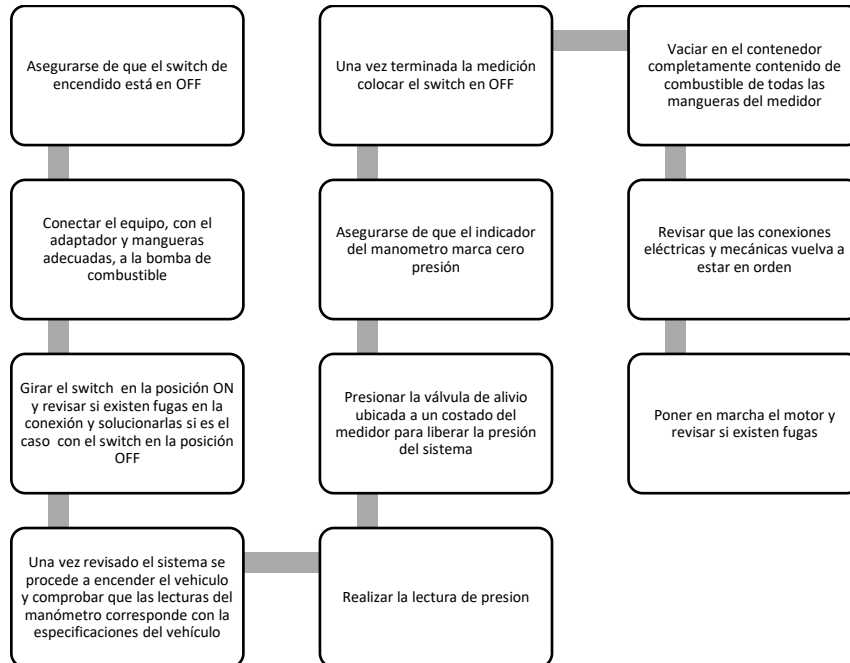 Asegurarse de que el switch de
encendido está en OFF
Conectar el equipo, con el
adaptador y mangueras
adecuadas, a la bomba de
combustible
Girar el switch en la posición ON
y revisar si existen fugas en la
conexión y solucionarlas si es el
caso con el switch en la posición
OFF
Una vez revisado el sistema se
procede a encender el vehiculo
y comprobar que las lecturas del
manómetro corresponde con la
especificaciones del vehículo
Realizar la lectura de presion
Presionar la válvula de alivio
ubicada a un costado del
medidor para liberar la presión
del sistema
Asegurarse de que el indicador
del manometro marca cero
presión
Una vez terminada la medición
colocar el switch en OFF
Vaciar en el contenedor
completamente contenido de
combustible de todas las
mangueras del medidor
Revisar que las conexiones
eléctricas y mecánicas vuelva a
estar en orden
Poner en marcha el motor y
revisar si existen fugas